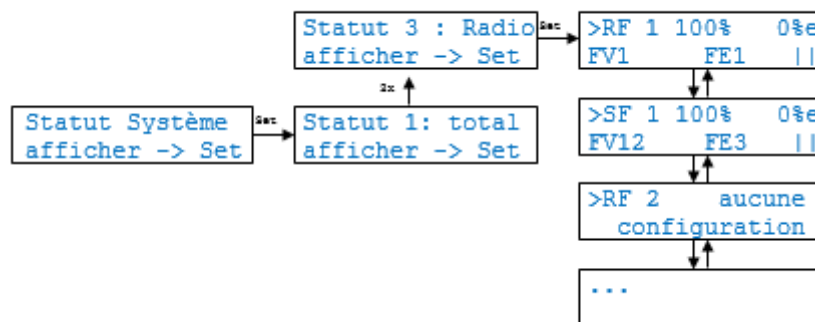 Statut 3 : Radio
afficher -> Set
Set
>RF 1 100% 0%e
FV1 FE1 ||
2x
Statut Système
afficher -> Set
Set
Statut 1: total
afficher -> Set
>SF 1 100% 0%e
FV12 FE3 ||
>RF 2 aucune
configuration
...